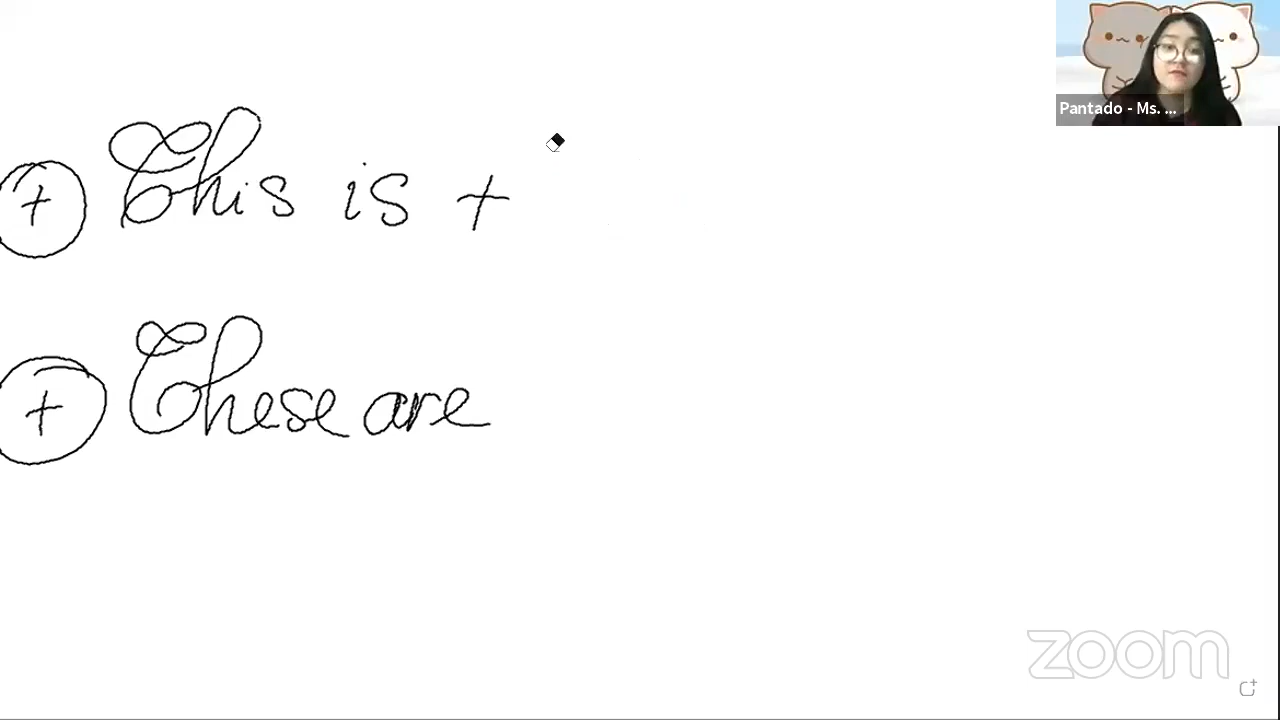 Pantado - Ms. ...
(+) This is +
(+) These are
zoom